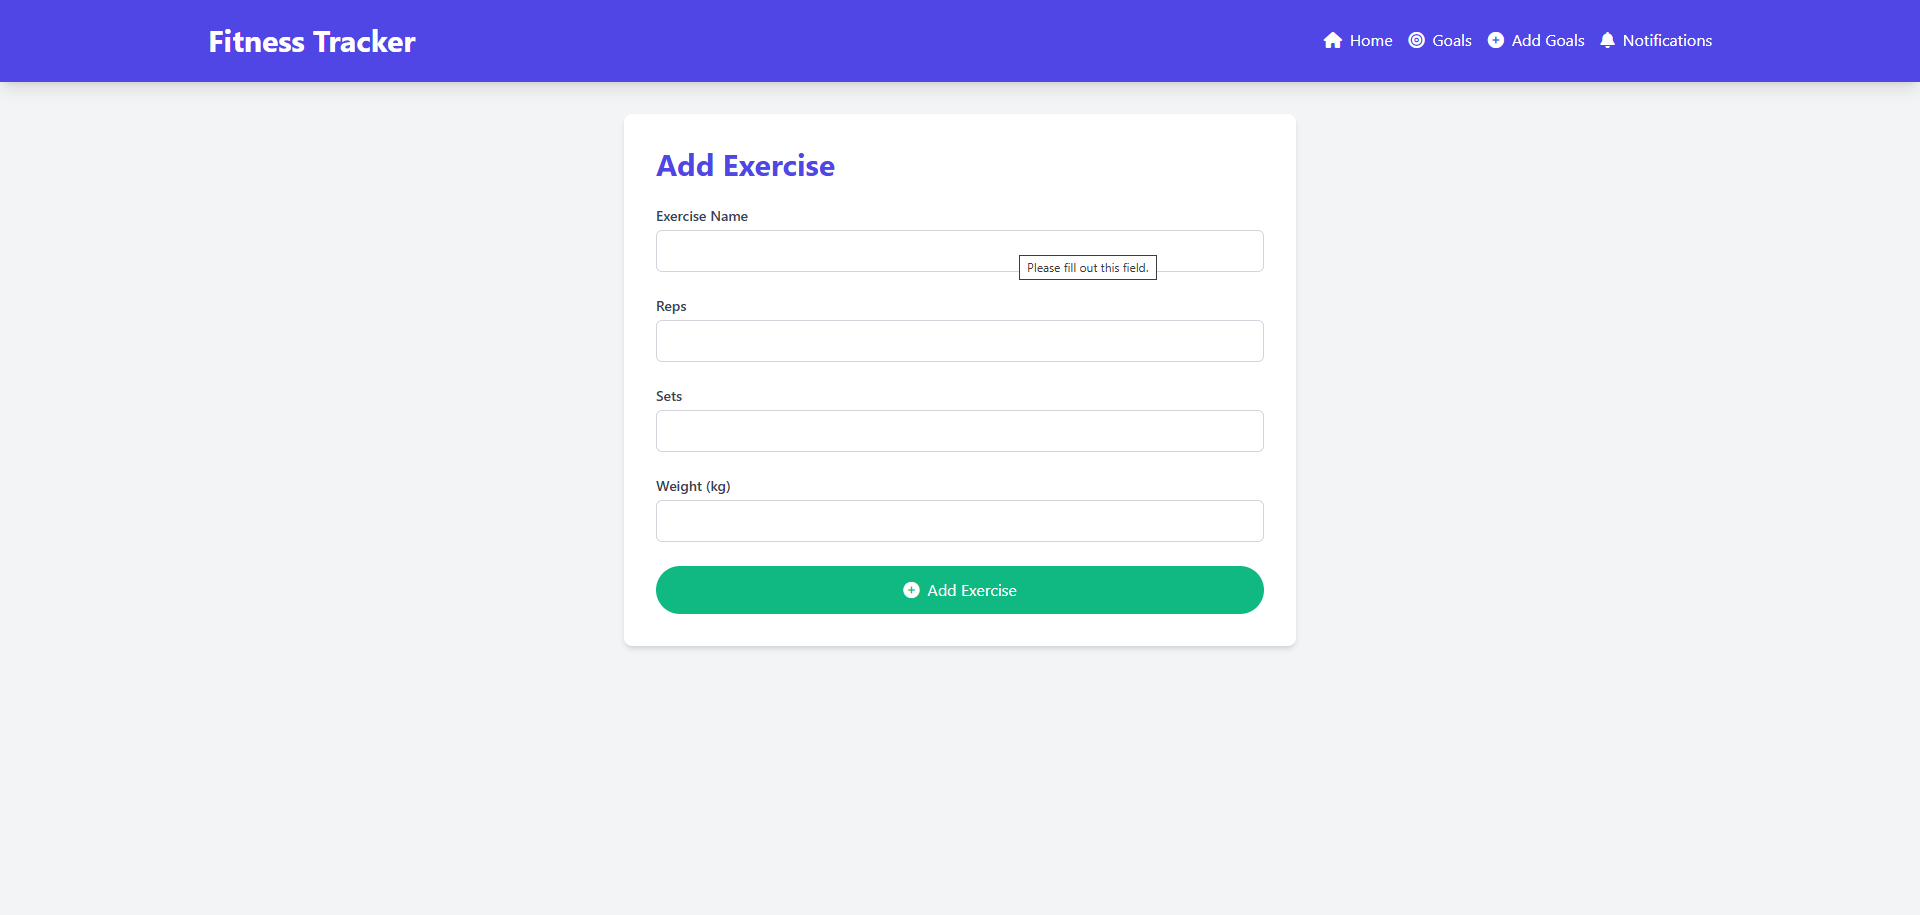 Fitness Tracker
Home Goals Add Goals Notifications
Add Exercise
Exercise Name
Please fill out this field.
Reps
Sets
Weight (kg)
Add Exercise